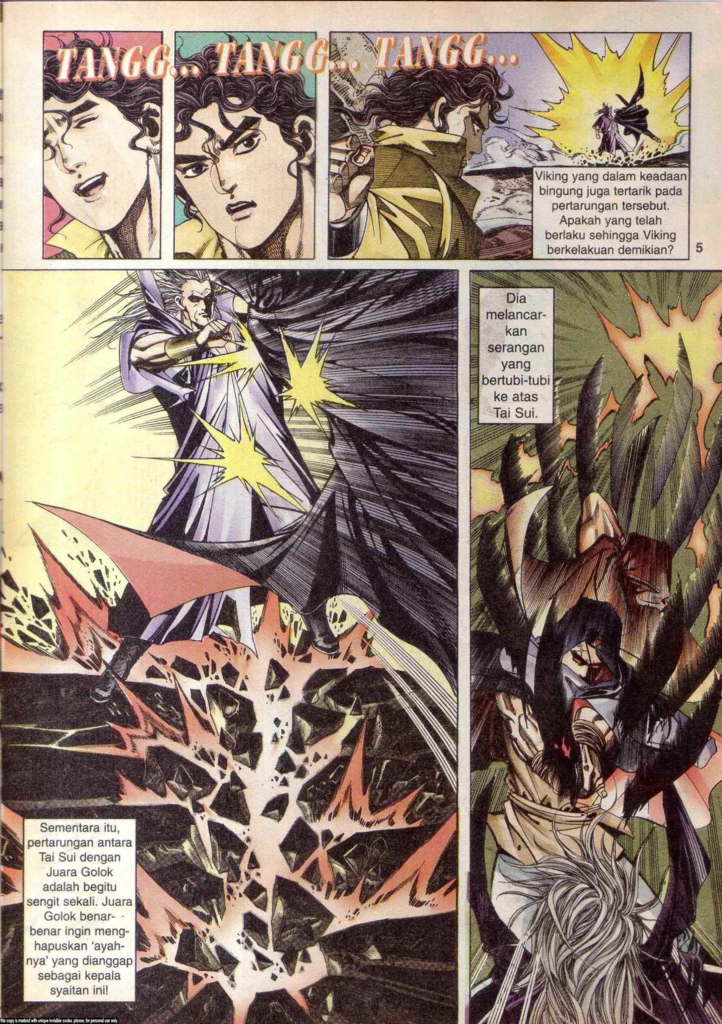 TANGG... TANGG... TANGG...
Viking yang dalam keadaan
bingung juga tertarik pada
pertarungan tersebut.
Apakah yang telah
berlaku sehingga Viking
berkelakuan demikian?
5
Dia
melancar-
kan
serangan
yang
bertubi-tubi
ke atas
Tai Sui.
Sementara itu,
pertarungan antara
Tai Sui dengan
Juara Golok
adalah begitu
sengit sekali. Juara
Golok benar-
benar ingin meng-
hapuskan 'ayah-
nya' yang dianggap
sebagai kepala
syaitan ini!